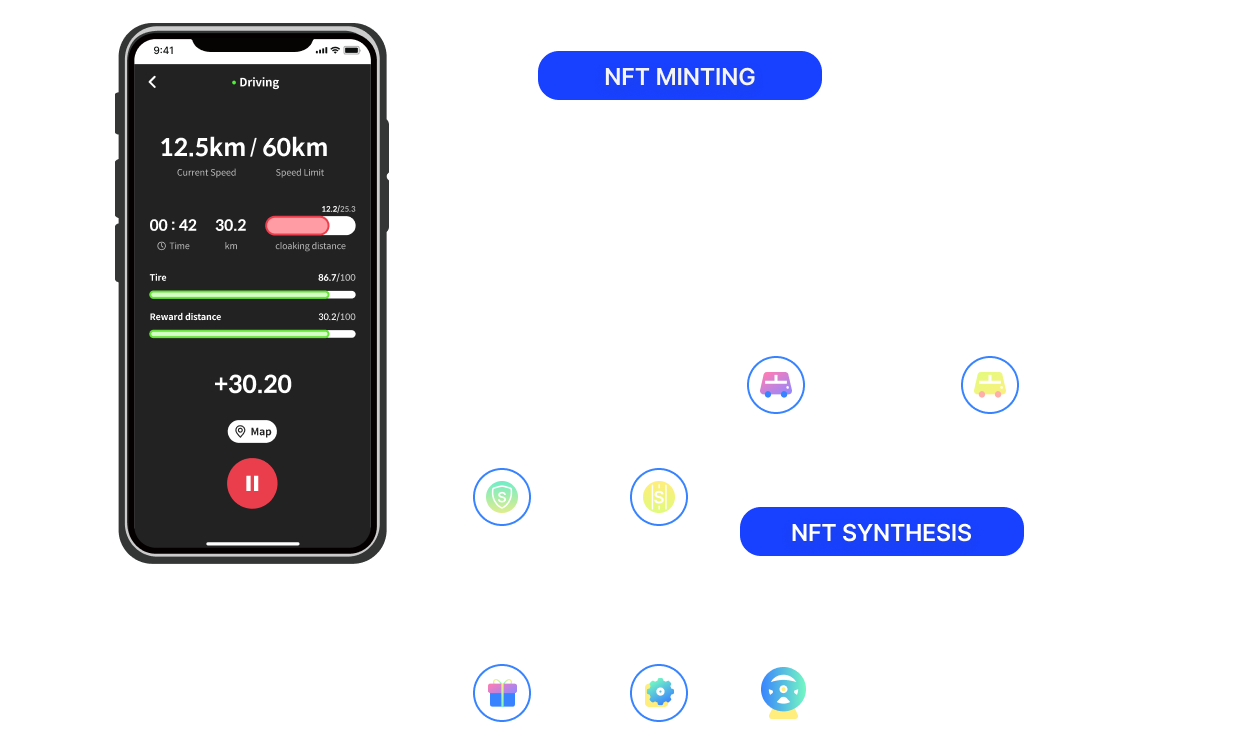 9:41
Driving
12.5km / 60km
Current Speed Speed Limit
12.2/25.3
00 : 42 30.2
Time km cloaking distance
Tire 86.7/100
Reward distance 30.2/100
+30.20
Map
NFT MINTING
S S
NFT SYNTHESIS